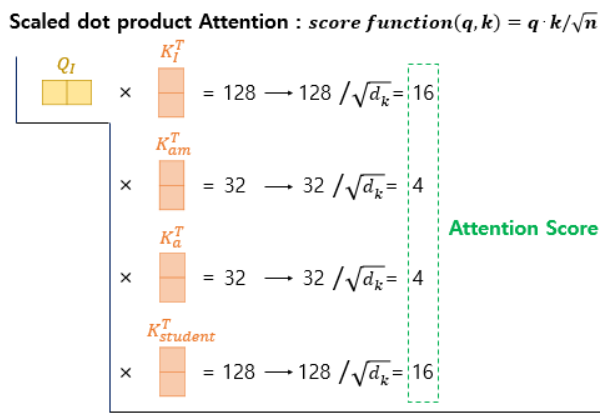 Scaled dot product Attention : score function(q, k) = q · k/√n
Q_I
K_I^T
× = 128 → 128 /√d_k = 16
K_am^T
× = 32 → 32 /√d_k = 4
Attention Score
K_a^T
× = 32 → 32 /√d_k = 4
K_student^T
× = 128 → 128 /√d_k = 16